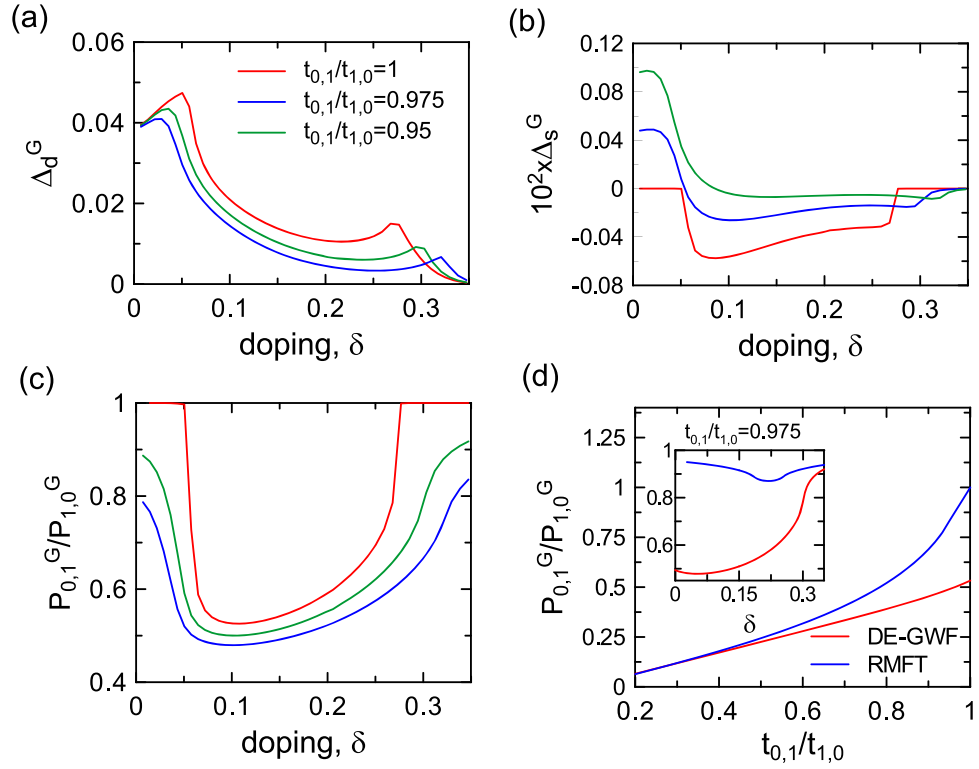 (a)
0.06
0.04
0.02
0
Δ_d^G
t_{0,1}/t_{1,0}=1
t_{0,1}/t_{1,0}=0.975
t_{0,1}/t_{1,0}=0.95
0 0.1 0.2 0.3
doping, δ
(b)
0.12
0.08
0.04
0
-0.04
-0.08
10^2xΔ_s^G
0 0.1 0.2 0.3
doping, δ
(c)
1
0.8
0.6
0.4
P_{0,1}^G/P_{1,0}^G
0 0.1 0.2 0.3
doping, δ
(d)
1.25
1
0.75
0.5
0.25
0
P_{0,1}^G/P_{1,0}^G
t_{0,1}/t_{1,0}=0.975
1
0.8
0.6
0 0.15 0.3
δ
DE-GWF
RMFT
0.2 0.4 0.6 0.8 1
t_{0,1}/t_{1,0}